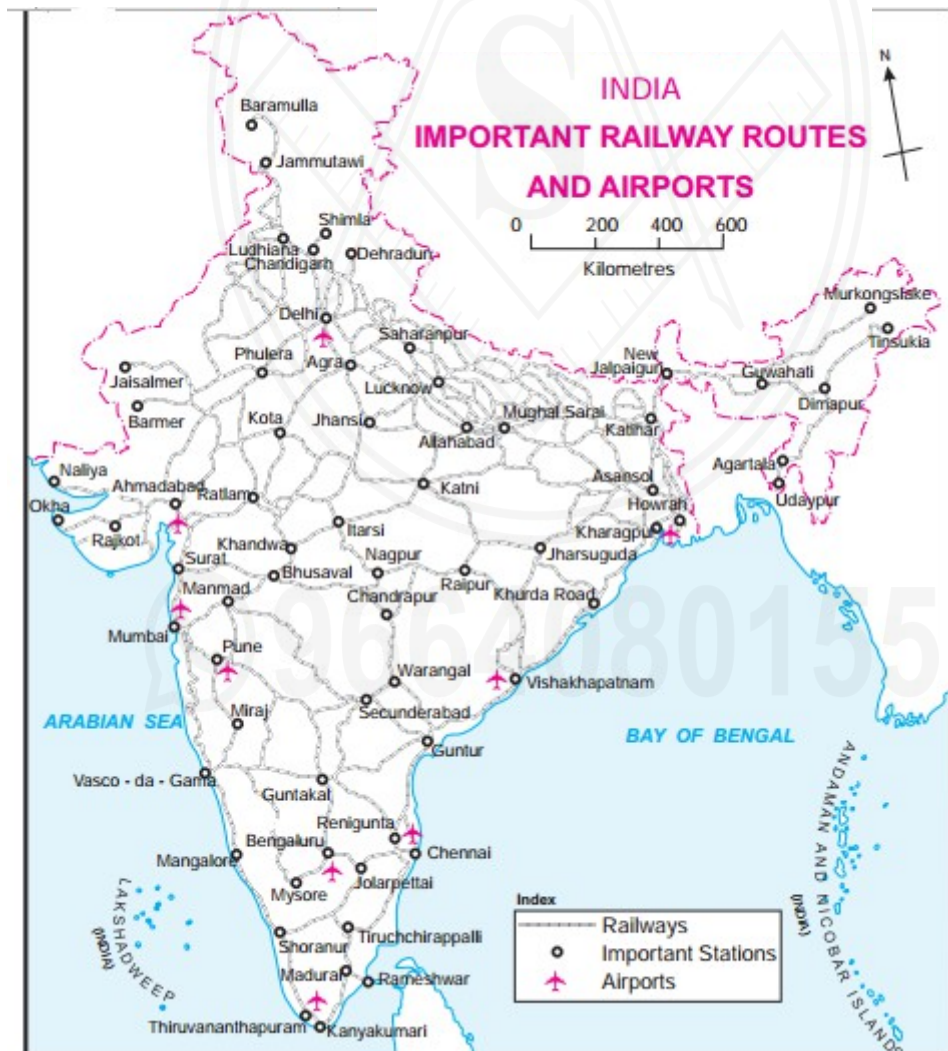 INDIA
IMPORTANT RAILWAY ROUTES
AND AIRPORTS
N
0 200 400 600
Kilometres
Baramulla
Jammutawi
Shimla
Ludhiana
Chandigarh
Dehradun
Delhi
Saharanpur
Murkongslake
Tinsukia
Phulera
Agra
New
Jalpaiguri
Guwahati
Jaisalmer
Lucknow
Dimapur
Barmer
Kota
Jhansi
Mughal Sarai
Allahabad
Katihar
Naliya
Ahmadabad
Ratlam
Katni
Asansol
Agartala
Okha
Howrah
Udaypur
Rajkot
Itarsi
Kharagpur
Khandwa
Nagpur
Jharsuguda
Surat
Bhusaval
Raipur
Manmad
Chandrapur
Khurda Road
9664080155
Mumbai
Pune
Warangal
Vishakhapatnam
Secunderabad
Miraj
ARABIAN SEA
BAY OF BENGAL
Guntur
Vasco - da - Gama
Guntakal
Renigunta
Bengaluru
Chennai
Mangalore
Jolarpettai
Mysore
ANDAMAN AND NICOBAR ISLANDS
(INDIA)
LAKSHADWEEP
(INDIA)
Index
Railways
Important Stations
Airports
Shoranur
Tiruchchirappalli
Madurai
Rameshwar
Thiruvananthapuram
Kanyakumari
S